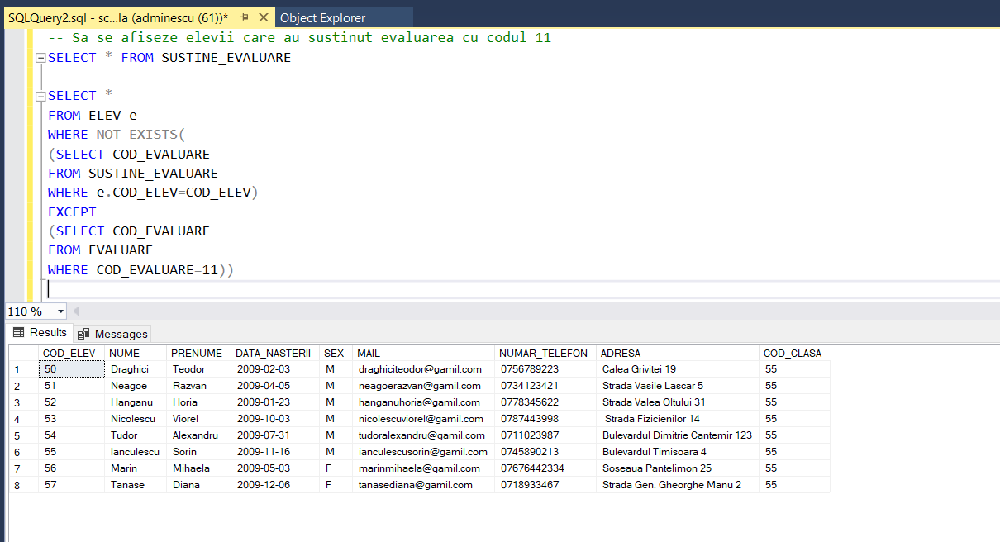 SQLQuery2.sql - sc...la (adminescu (61))* Object Explorer
-- Sa se afiseze elevii care au sustinut evaluarea cu codul 11
SELECT * FROM SUSTINE_EVALUARE
SELECT *
FROM ELEV e
WHERE NOT EXISTS(
(SELECT COD_EVALUARE
FROM SUSTINE_EVALUARE
WHERE e.COD_ELEV=COD_ELEV)
EXCEPT
(SELECT COD_EVALUARE
FROM EVALUARE
WHERE COD_EVALUARE=11))
110 %
Results Messages
COD_ELEV NUME PRENUME DATA_NASTERII SEX MAIL NUMAR_TELEFON ADRESA COD_CLASA
1 50 Draghici Teodor 2009-02-03 M draghiciteodor@gamil.com 0756789223 Calea Grivitei 19 55
2 51 Neagoe Razvan 2009-04-05 M neagoerazvan@gamil.com 0734123421 Strada Vasile Lascar 5 55
3 52 Hanganu Horia 2009-01-23 M hanganuhoria@gamil.com 0778345622 Strada Valea Oltului 31 55
4 53 Nicolescu Viorel 2009-10-03 M nicolescuviorel@gamil.com 0787443998 Strada Fizicienilor 14 55
5 54 Tudor Alexandru 2009-07-31 M tudoralexandru@gamil.com 0711023987 Bulevardul Dimitrie Cantemir 123 55
6 55 Ianculescu Sorin 2009-11-16 M ianculescusorin@gamil.com 0745890213 Bulevardul Timisoara 4 55
7 56 Marin Mihaela 2009-05-03 F marinmihaela@gamil.com 07676442334 Soseaua Pantelimon 25 55
8 57 Tanase Diana 2009-12-06 F tanasediana@gamil.com 0718933467 Strada Gen. Gheorghe Manu 2 55